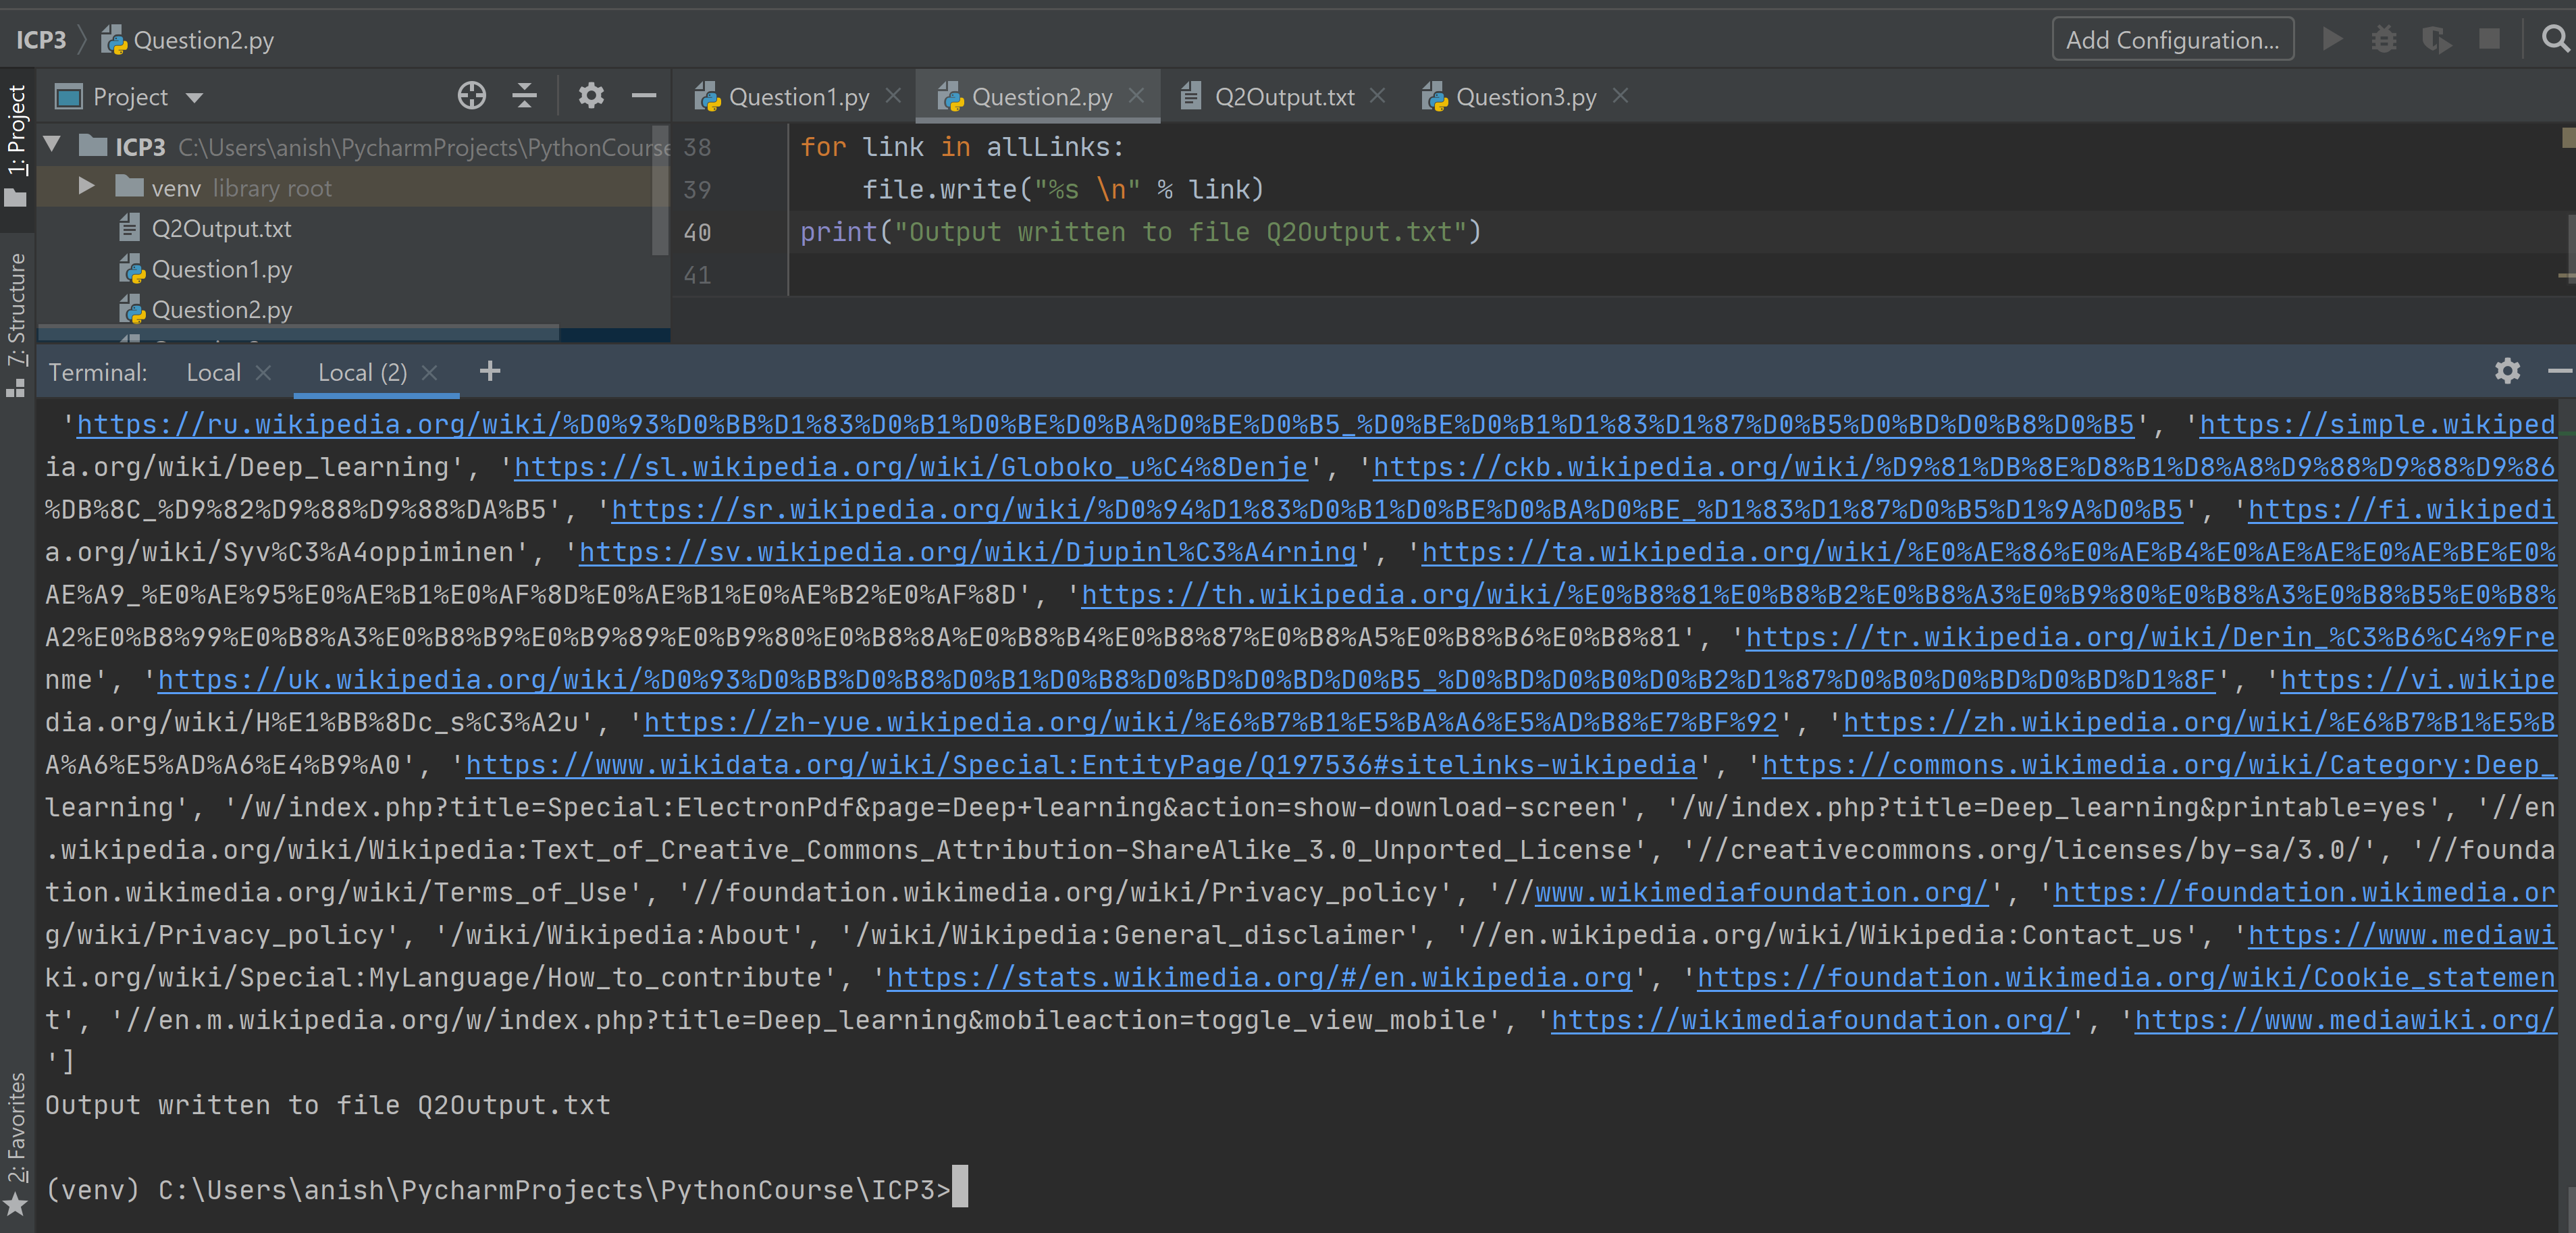 ICP3 Question2.py Add Configuration...
1: Project
Project
Question1.py Question2.py Q2Output.txt Question3.py
ICP3 C:\Users\anish\PycharmProjects\PythonCourse
venv library root
Q2Output.txt
Question1.py
Question2.py
38 for link in allLinks:
39 file.write("%s \n" % link)
40 print("Output written to file Q2Output.txt")
41
7: Structure
Terminal: Local Local (2) +
'https://ru.wikipedia.org/wiki/%D0%93%D0%BB%D1%83%D0%B1%D0%BE%D0%BA%D0%BE%D0%B5_%D0%BE%D0%B1%D1%83%D1%87%D0%B5%D0%BD%D0%B8%D0%B5', 'https://simple.wikiped
ia.org/wiki/Deep_learning', 'https://sl.wikipedia.org/wiki/Globoko_u%C4%8Denje', 'https://ckb.wikipedia.org/wiki/%D9%81%DB%8E%D8%B1%D8%A8%D9%88%D9%88%D9%86
%DB%8C_%D9%82%D9%88%D9%88%DA%B5', 'https://sr.wikipedia.org/wiki/%D0%94%D1%83%D0%B1%D0%BE%D0%BA%D0%BE_%D1%83%D1%87%D0%B5%D1%9A%D0%B5', 'https://fi.wikipedi
a.org/wiki/Syv%C3%A4oppiminen', 'https://sv.wikipedia.org/wiki/Djupinl%C3%A4rning', 'https://ta.wikipedia.org/wiki/%E0%AE%86%E0%AE%B4%E0%AE%AE%E0%AE%BE%E0%
AE%A9_%E0%AE%95%E0%AE%B1%E0%AF%8D%E0%AE%B1%E0%AE%B2%E0%AF%8D', 'https://th.wikipedia.org/wiki/%E0%B8%81%E0%B8%B2%E0%B8%A3%E0%B9%80%E0%B8%A3%E0%B8%B5%E0%B8%
A2%E0%B8%99%E0%B8%A3%E0%B8%B9%E0%B9%89%E0%B9%80%E0%B8%8A%E0%B8%B4%E0%B8%87%E0%B8%A5%E0%B8%B6%E0%B8%81', 'https://tr.wikipedia.org/wiki/Derin_%C3%B6%C4%9Fre
nme', 'https://uk.wikipedia.org/wiki/%D0%93%D0%BB%D0%B8%D0%B1%D0%B8%D0%BD%D0%BD%D0%B5_%D0%BD%D0%B0%D0%B2%D1%87%D0%B0%D0%BD%D0%BD%D1%8F', 'https://vi.wikipe
dia.org/wiki/H%E1%BB%8Dc_s%C3%A2u', 'https://zh-yue.wikipedia.org/wiki/%E6%B7%B1%E5%BA%A6%E5%AD%B8%E7%BF%92', 'https://zh.wikipedia.org/wiki/%E6%B7%B1%E5%B
A%A6%E5%AD%A6%E4%B9%A0', 'https://www.wikidata.org/wiki/Special:EntityPage/Q197536#sitelinks-wikipedia', 'https://commons.wikimedia.org/wiki/Category:Deep_
learning', '/w/index.php?title=Special:ElectronPdf&page=Deep+learning&action=show-download-screen', '/w/index.php?title=Deep_learning&printable=yes', '//en
.wikipedia.org/wiki/Wikipedia:Text_of_Creative_Commons_Attribution-ShareAlike_3.0_Unported_License', '//creativecommons.org/licenses/by-sa/3.0/', '//founda
tion.wikimedia.org/wiki/Terms_of_Use', '//foundation.wikimedia.org/wiki/Privacy_policy', '//www.wikimediafoundation.org/', 'https://foundation.wikimedia.or
g/wiki/Privacy_policy', '/wiki/Wikipedia:About', '/wiki/Wikipedia:General_disclaimer', '//en.wikipedia.org/wiki/Wikipedia:Contact_us', 'https://www.mediawi
ki.org/wiki/Special:MyLanguage/How_to_contribute', 'https://stats.wikimedia.org/#/en.wikipedia.org', 'https://foundation.wikimedia.org/wiki/Cookie_statemen
t', '//en.m.wikipedia.org/w/index.php?title=Deep_learning&mobileaction=toggle_view_mobile', 'https://wikimediafoundation.org/', 'https://www.mediawiki.org/
']
Output written to file Q2Output.txt
2: Favorites
(venv) C:\Users\anish\PycharmProjects\PythonCourse\ICP3>